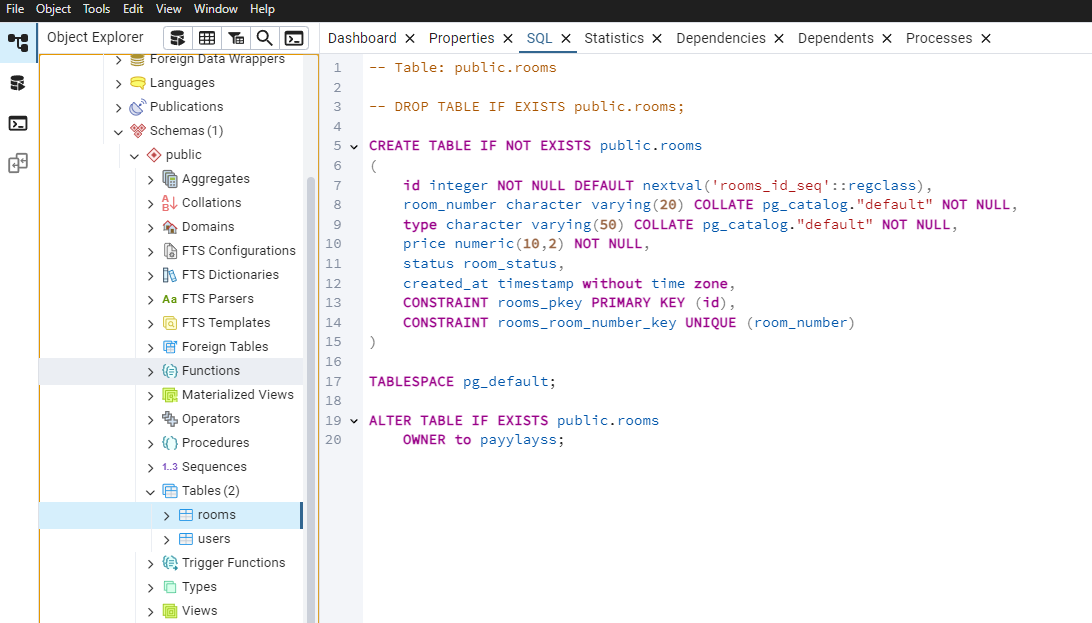 File Object Tools Edit View Window Help
Object Explorer
Dashboard Properties SQL Statistics Dependencies Dependents Processes
Foreign Data Wrappers
Languages
Publications
Schemas (1)
public
Aggregates
Collations
Domains
FTS Configurations
FTS Dictionaries
Aa FTS Parsers
FTS Templates
Foreign Tables
Functions
Materialized Views
Operators
Procedures
1..3 Sequences
Tables (2)
rooms
users
Trigger Functions
Types
Views
1 -- Table: public.rooms
2
3 -- DROP TABLE IF EXISTS public.rooms;
4
5 CREATE TABLE IF NOT EXISTS public.rooms
6 (
7 id integer NOT NULL DEFAULT nextval('rooms_id_seq'::regclass),
8 room_number character varying(20) COLLATE pg_catalog."default" NOT NULL,
9 type character varying(50) COLLATE pg_catalog."default" NOT NULL,
10 price numeric(10,2) NOT NULL,
11 status room_status,
12 created_at timestamp without time zone,
13 CONSTRAINT rooms_pkey PRIMARY KEY (id),
14 CONSTRAINT rooms_room_number_key UNIQUE (room_number)
15 )
16
17 TABLESPACE pg_default;
18
19 ALTER TABLE IF EXISTS public.rooms
20 OWNER to payylayss;